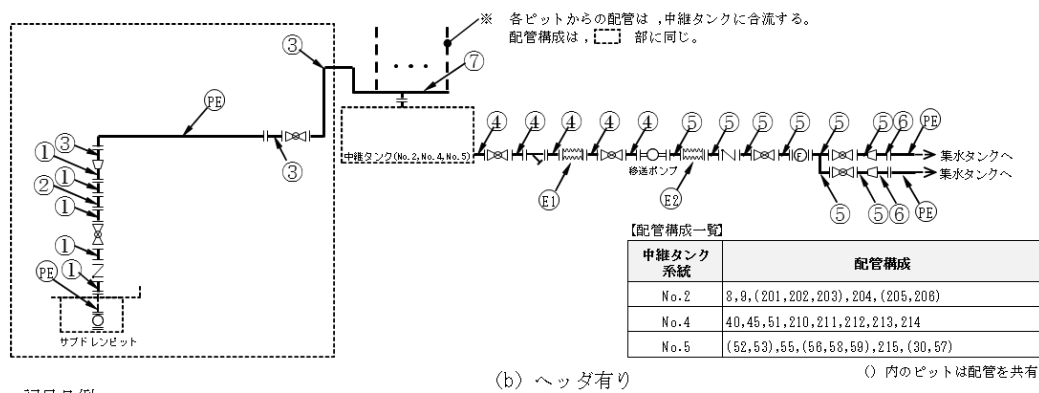 ※ 各ピットからの配管は,中継タンクに合流する。
配管構成は, 部に同じ。
③
⑦
PE
③
③
①
①
②
①
①
①
PE
サブドレンピット
中継タンク(No.2,No.4,No.5)
④ ④ ④ ④ ④ ⑤ ⑤ ⑤ ⑤ ⑤ ⑤ ⑥ PE
集水タンクへ
集水タンクへ
移送ポンプ
E1 E2 ⑤ ⑤ ⑥ PE
【配管構成一覧】
中継タンク系統 配管構成
No.2 8,9,(201,202,203),204,(205,206)
No.4 40,45,51,210,211,212,213,214
No.5 (52,53),55,(56,58,59),215,(30,57)
() 内のピットは配管を共有
(b) ヘッダ有り